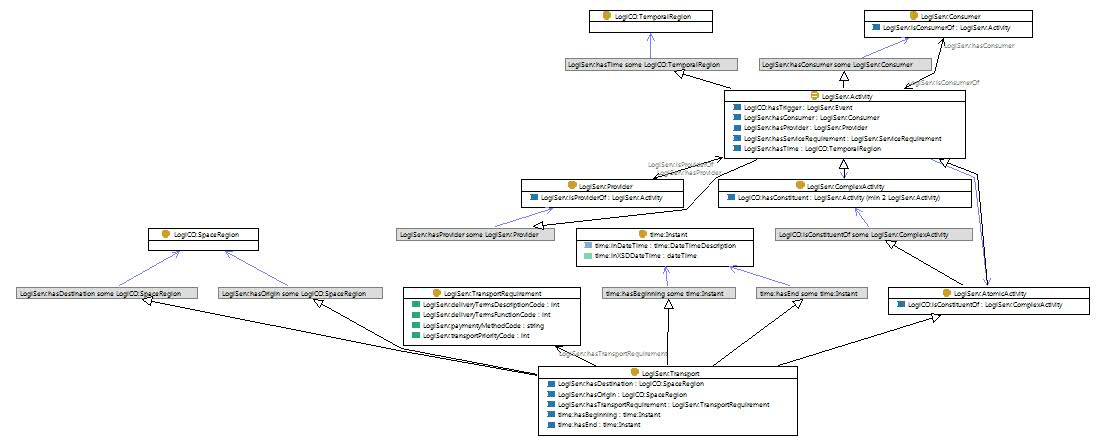 LogiCO:TemporalRegion
LogiServ:Consumer
LogiServ:isConsumerOf : LogiServ:Activity
LogiServ:hasConsumer
LogiServ:hasTime some LogiCO:TemporalRegion
LogiServ:hasConsumer some LogiServ:Consumer
LogiServ:isConsumerOf
LogiServ:Activity
LogiCO:hasTrigger : LogiServ:Event
LogiServ:hasConsumer : LogiServ:Consumer
LogiServ:hasProvider : LogiServ:Provider
LogiServ:hasServiceRequirement : LogiServ:ServiceRequirement
LogiServ:hasTime : LogiCO:TemporalRegion
LogiServ:isProviderOf
LogiServ:hasProvider
LogiServ:Provider
LogiServ:isProviderOf : LogiServ:Activity
LogiServ:ComplexActivity
LogiCO:hasConstituent : LogiServ:Activity (min 2 LogiServ:Activity)
LogiCO:SpaceRegion
LogiServ:hasProvider some LogiServ:Provider
time:Instant
time:inDateTime : time:DateTimeDescription
time:inXSDDateTime : dateTime
LogiCO:isConstituentOf some LogiServ:ComplexActivity
LogiServ:hasDestination some LogiCO:SpaceRegion
LogiServ:hasOrigin some LogiCO:SpaceRegion
LogiServ:TransportRequirement
LogiServ:deliveryTermsDescriptionCode : int
LogiServ:deliveryTermsFunctionCode : int
LogiServ:paymentyMethodCode : string
LogiServ:transportPriorityCode : int
time:hasBeginning some time:Instant
time:hasEnd some time:Instant
LogiServ:AtomicActivity
LogiCO:isConstituentOf : LogiServ:ComplexActivity
LogiServ:hasTransportRequirement
LogiServ:Transport
LogiServ:hasDestination : LogiCO:SpaceRegion
LogiServ:hasOrigin : LogiCO:SpaceRegion
LogiServ:hasTransportRequirement : LogiServ:TransportRequirement
time:hasBeginning : time:Instant
time:hasEnd : time:Instant